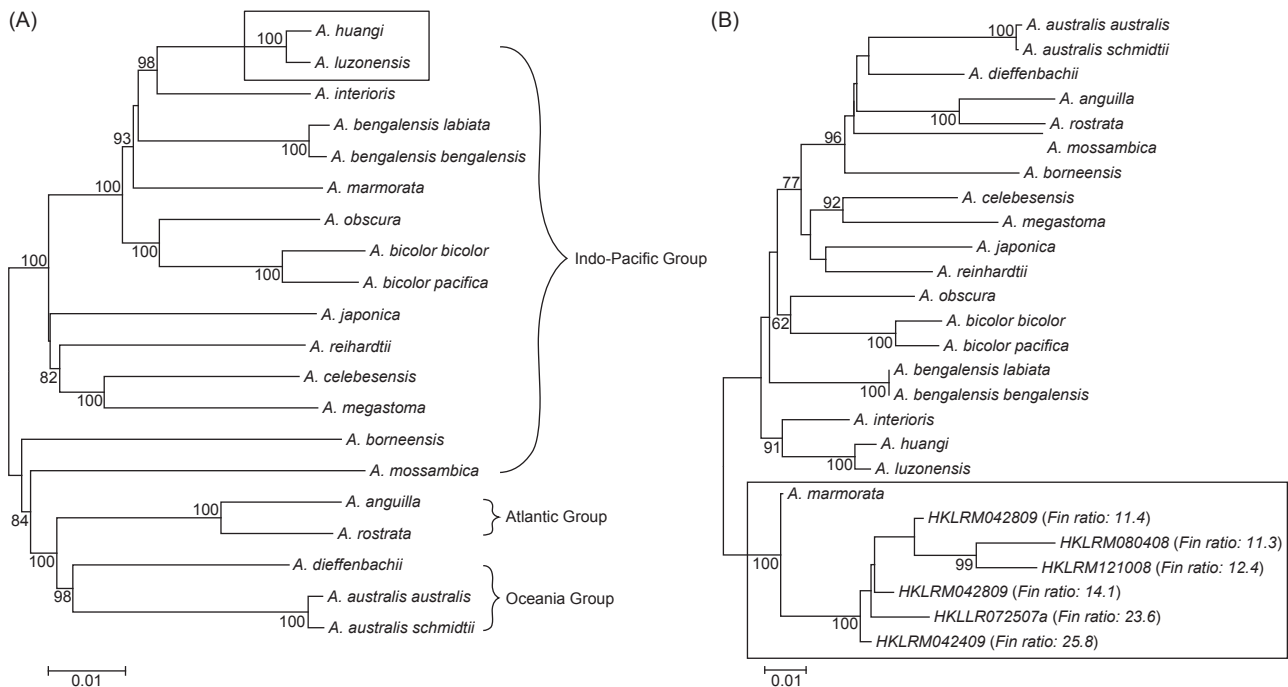 (A)
100
A. huangi
A. luzonensis
98
A. interioris
93
A. bengalensis labiata
100
A. bengalensis bengalensis
100
A. marmorata
A. obscura
100
A. bicolor bicolor
100
A. bicolor pacifica
100
A. japonica
A. reihardtii
82
A. celebesensis
100
A. megastoma
A. borneensis
A. mossambica
84
A. anguilla
100
A. rostrata
100
A. dieffenbachii
98
A. australis australis
100
A. australis schmidtii
Indo-Pacific Group
Atlantic Group
Oceania Group
0.01
(B)
A. australis australis
100
A. australis schmidtii
A. dieffenbachii
A. anguilla
100
A. rostrata
96
A. mossambica
A. borneensis
77
A. celebesensis
92
A. megastoma
A. japonica
A. reinhardtii
A. obscura
62
A. bicolor bicolor
100
A. bicolor pacifica
A. bengalensis labiata
100
A. bengalensis bengalensis
A. interioris
91
A. huangi
100
A. luzonensis
A. marmorata
100
HKLRM042809 (Fin ratio: 11.4)
HKLRM080408 (Fin ratio: 11.3)
99
HKLRM121008 (Fin ratio: 12.4)
HKLRM042809 (Fin ratio: 14.1)
HKLLR072507a (Fin ratio: 23.6)
100
HKLRM042409 (Fin ratio: 25.8)
0.01